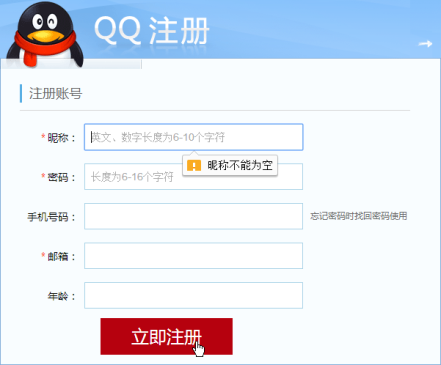 QQ 注册
注册账号
*昵称： 英文、数字长度为6-10个字符
昵称不能为空
*密码： 长度为6-16个字符
手机号码： 忘记密码时找回密码使用
*邮箱：
年龄：
立即注册